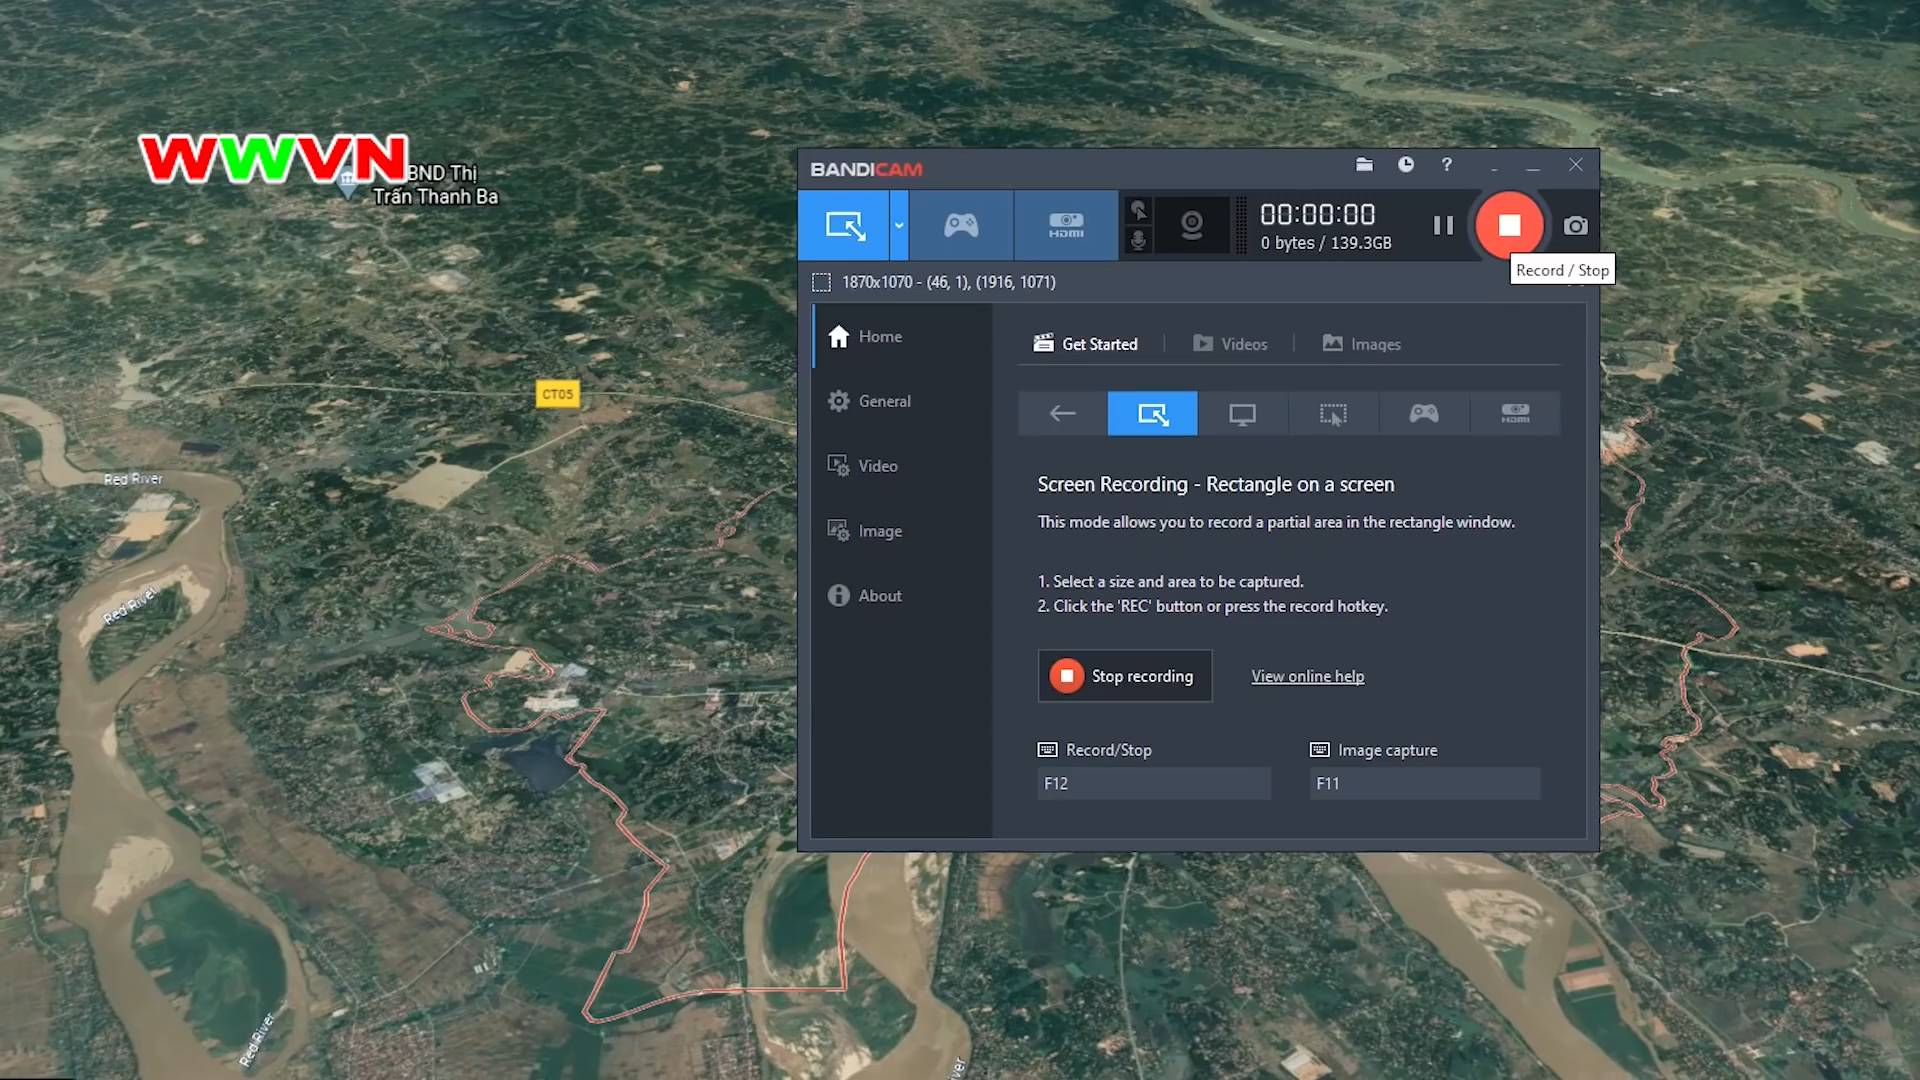 WWVN
BND Thị
Trấn Thanh Ba
CT05
Red River
Red River
Red River
BANDICAM
?
HDMI
00:00:00
0 bytes / 139.3GB
Record / Stop
1870x1070 - (46, 1), (1916, 1071)
Home
General
Video
Image
About
Get Started
Videos
Images
HDMI
Screen Recording - Rectangle on a screen
This mode allows you to record a partial area in the rectangle window.
1. Select a size and area to be captured.
2. Click the 'REC' button or press the record hotkey.
Stop recording
View online help
Record/Stop
Image capture
F12
F11